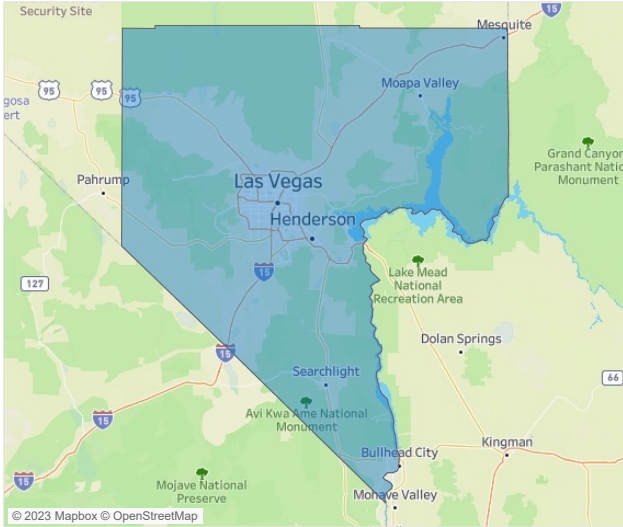 Security Site
15
Mesquite
95
95
95
Moapa Valley
gosa
ert
Grand Canyon
Parashant Natio
Monument
Pahrump
Las Vegas
Henderson
15
127
Lake Mead
National
Recreation Area
Dolan Springs
15
Searchlight
66
Avi Kwa Ame National
Monument
15
Bullhead City
Kingman
15
Mojave National
Preserve
Mohave Valley
© 2023 Mapbox © OpenStreetMap